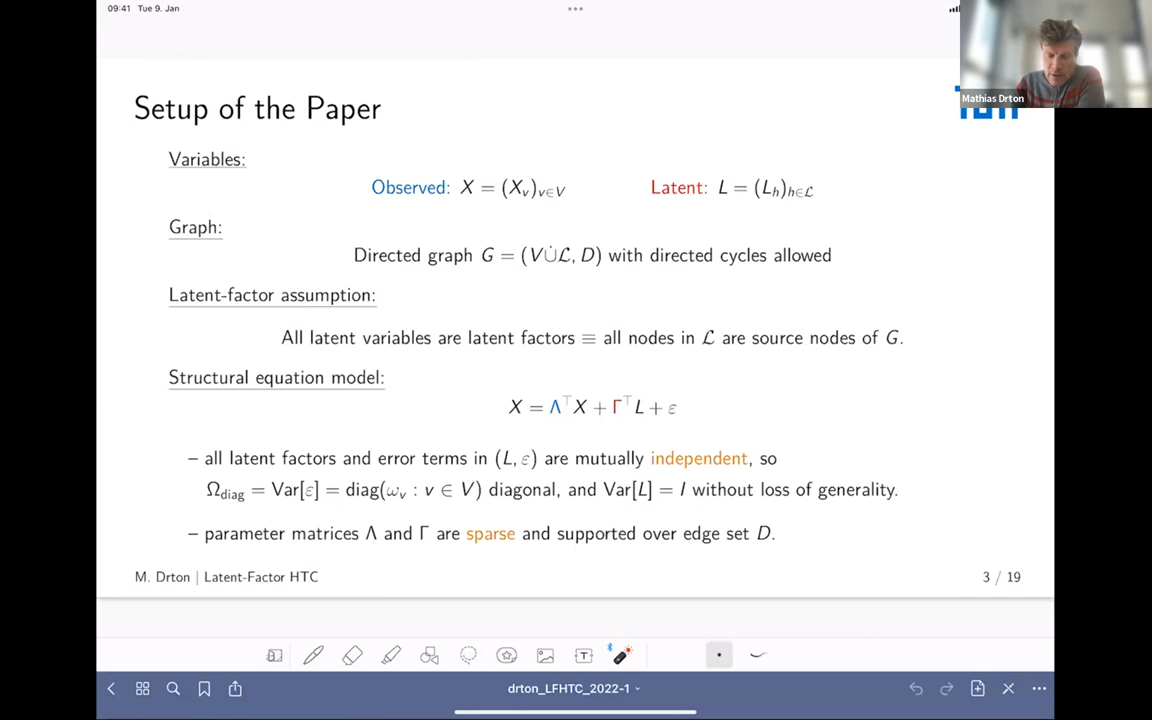 09:41 Tue 9. Jan
Mathias Drton
Setup of the Paper
Variables:
Observed: X = (Xᵥ)ᵥ∈V Latent: L = (Lₕ)ₕ∈ℒ
Graph:
Directed graph G = (V ∪̇ ℒ, D) with directed cycles allowed
Latent-factor assumption:
All latent variables are latent factors ≡ all nodes in ℒ are source nodes of G.
Structural equation model:
X = Λ⊤X + Γ⊤L + ε
– all latent factors and error terms in (L, ε) are mutually independent, so
Ω_diag = Var[ε] = diag(ωᵥ : v ∈ V) diagonal, and Var[L] = I without loss of generality.
– parameter matrices Λ and Γ are sparse and supported over edge set D.
M. Drton | Latent-Factor HTC 3 / 19
drton_LFHTC_2022-1